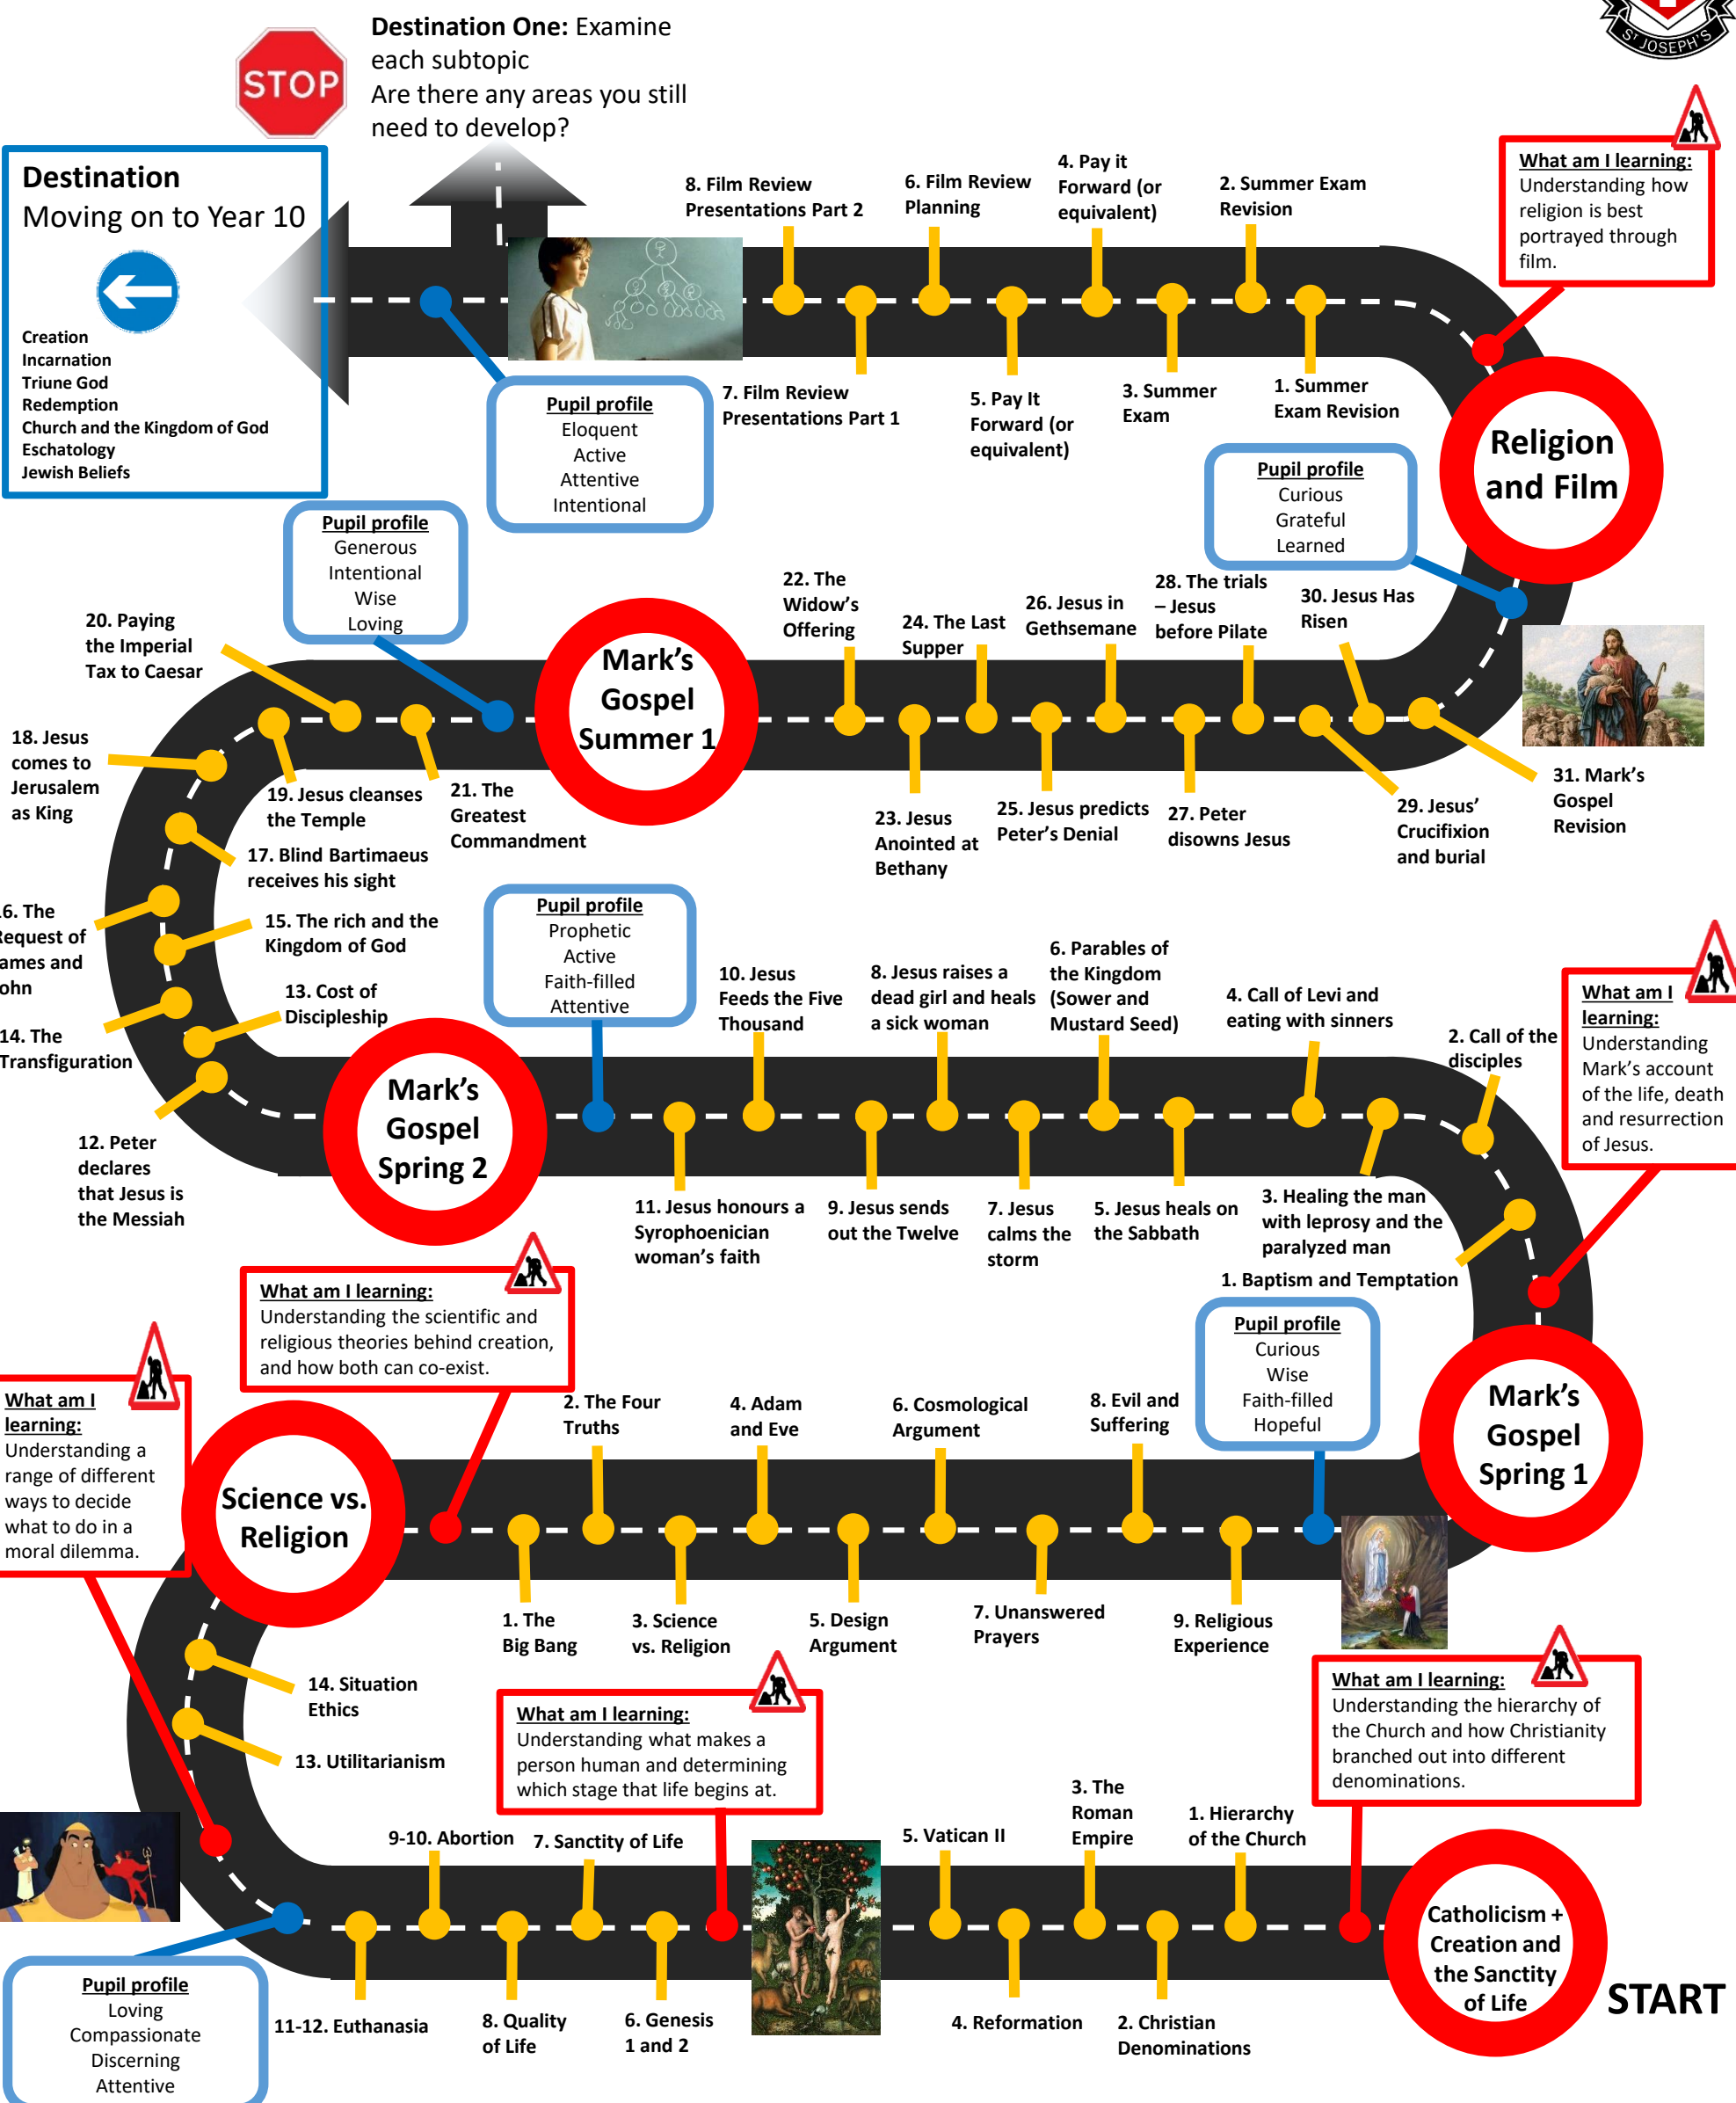 ST JOSEPH'S
STOP
Destination One: Examine
each subtopic
Are there any areas you still
need to develop?
Destination
Moving on to Year 10
Creation
Incarnation
Triune God
Redemption
Church and the Kingdom of God
Eschatology
Jewish Beliefs
8. Film Review
Presentations Part 2
6. Film Review
Planning
4. Pay it
Forward (or
equivalent)
2. Summer Exam
Revision
What am I learning:
Understanding how
religion is best
portrayed through
film.
Pupil profile
Eloquent
Active
Attentive
Intentional
7. Film Review
Presentations Part 1
5. Pay It
Forward (or
equivalent)
3. Summer
Exam
1. Summer
Exam Revision
Religion
and Film
Pupil profile
Curious
Grateful
Learned
Pupil profile
Generous
Intentional
Wise
Loving
20. Paying
the Imperial
Tax to Caesar
Mark's
Gospel
Summer 1
22. The
Widow's
Offering
24. The Last
Supper
26. Jesus in
Gethsemane
28. The trials
– Jesus
before Pilate
30. Jesus Has
Risen
18. Jesus
comes to
Jerusalem
as King
19. Jesus cleanses
the Temple
21. The
Greatest
Commandment
23. Jesus
Anointed at
Bethany
25. Jesus predicts
Peter's Denial
27. Peter
disowns Jesus
29. Jesus'
Crucifixion
and burial
31. Mark's
Gospel
Revision
17. Blind Bartimaeus
receives his sight
16. The
Request of
James and
John
15. The rich and the
Kingdom of God
13. Cost of
Discipleship
14. The
Transfiguration
12. Peter
declares
that Jesus is
the Messiah
Mark's
Gospel
Spring 2
Pupil profile
Prophetic
Active
Faith-filled
Attentive
10. Jesus
Feeds the Five
Thousand
8. Jesus raises a
dead girl and heals
a sick woman
6. Parables of
the Kingdom
(Sower and
Mustard Seed)
4. Call of Levi and
eating with sinners
2. Call of the
disciples
What am I
learning:
Understanding
Mark's account
of the life, death
and resurrection
of Jesus.
11. Jesus honours a
Syrophoenician
woman's faith
9. Jesus sends
out the Twelve
7. Jesus
calms the
storm
5. Jesus heals on
the Sabbath
3. Healing the man
with leprosy and the
paralyzed man
1. Baptism and Temptation
What am I learning:
Understanding the scientific and
religious theories behind creation,
and how both can co-exist.
Pupil profile
Curious
Wise
Faith-filled
Hopeful
Mark's
Gospel
Spring 1
What am I
learning:
Understanding a
range of different
ways to decide
what to do in a
moral dilemma.
Science vs.
Religion
2. The Four
Truths
4. Adam
and Eve
6. Cosmological
Argument
8. Evil and
Suffering
1. The
Big Bang
3. Science
vs. Religion
5. Design
Argument
7. Unanswered
Prayers
9. Religious
Experience
14. Situation
Ethics
13. Utilitarianism
What am I learning:
Understanding what makes a
person human and determining
which stage that life begins at.
What am I learning:
Understanding the hierarchy of
the Church and how Christianity
branched out into different
denominations.
9-10. Abortion
7. Sanctity of Life
5. Vatican II
3. The
Roman
Empire
1. Hierarchy
of the Church
Catholicism +
Creation and
the Sanctity
of Life
START
Pupil profile
Loving
Compassionate
Discerning
Attentive
11-12. Euthanasia
8. Quality
of Life
6. Genesis
1 and 2
4. Reformation
2. Christian
Denominations